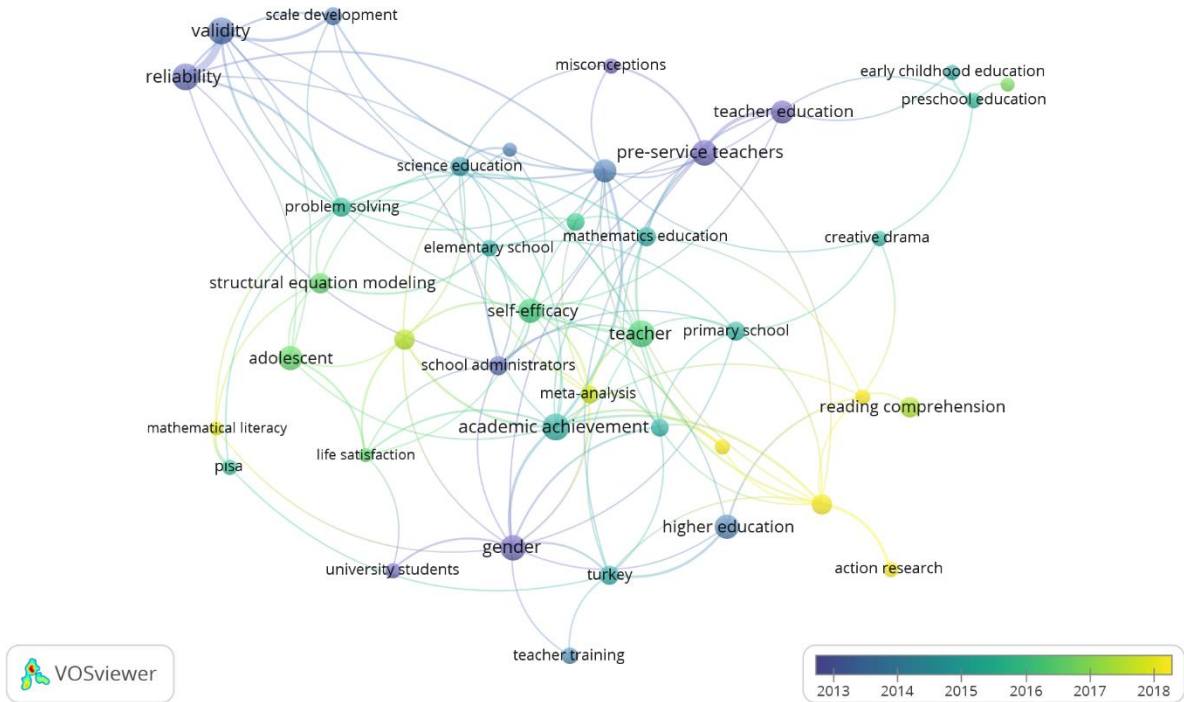 scale development
validity
reliability
misconceptions
early childhood education
preschool education
teacher education
pre-service teachers
science education
problem solving
mathematics education
elementary school
creative drama
structural equation modeling
self-efficacy
teacher
primary school
adolescent
school administrators
meta-analysis
reading comprehension
mathematical literacy
academic achievement
life satisfaction
pısa
higher education
gender
university students
turkey
action research
teacher training
VOSviewer
2013 2014 2015 2016 2017 2018